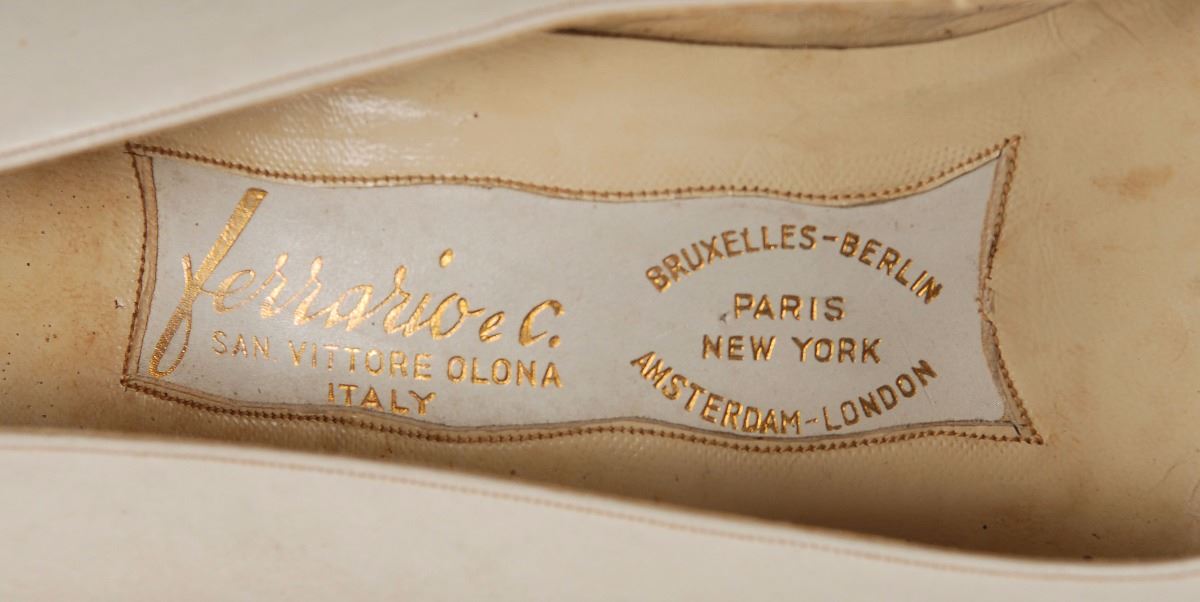 ferrario e C.
SAN. VITTORE OLONA
ITALY
BRUXELLES-BERLIN
PARIS
NEW YORK
AMSTERDAM-LONDON